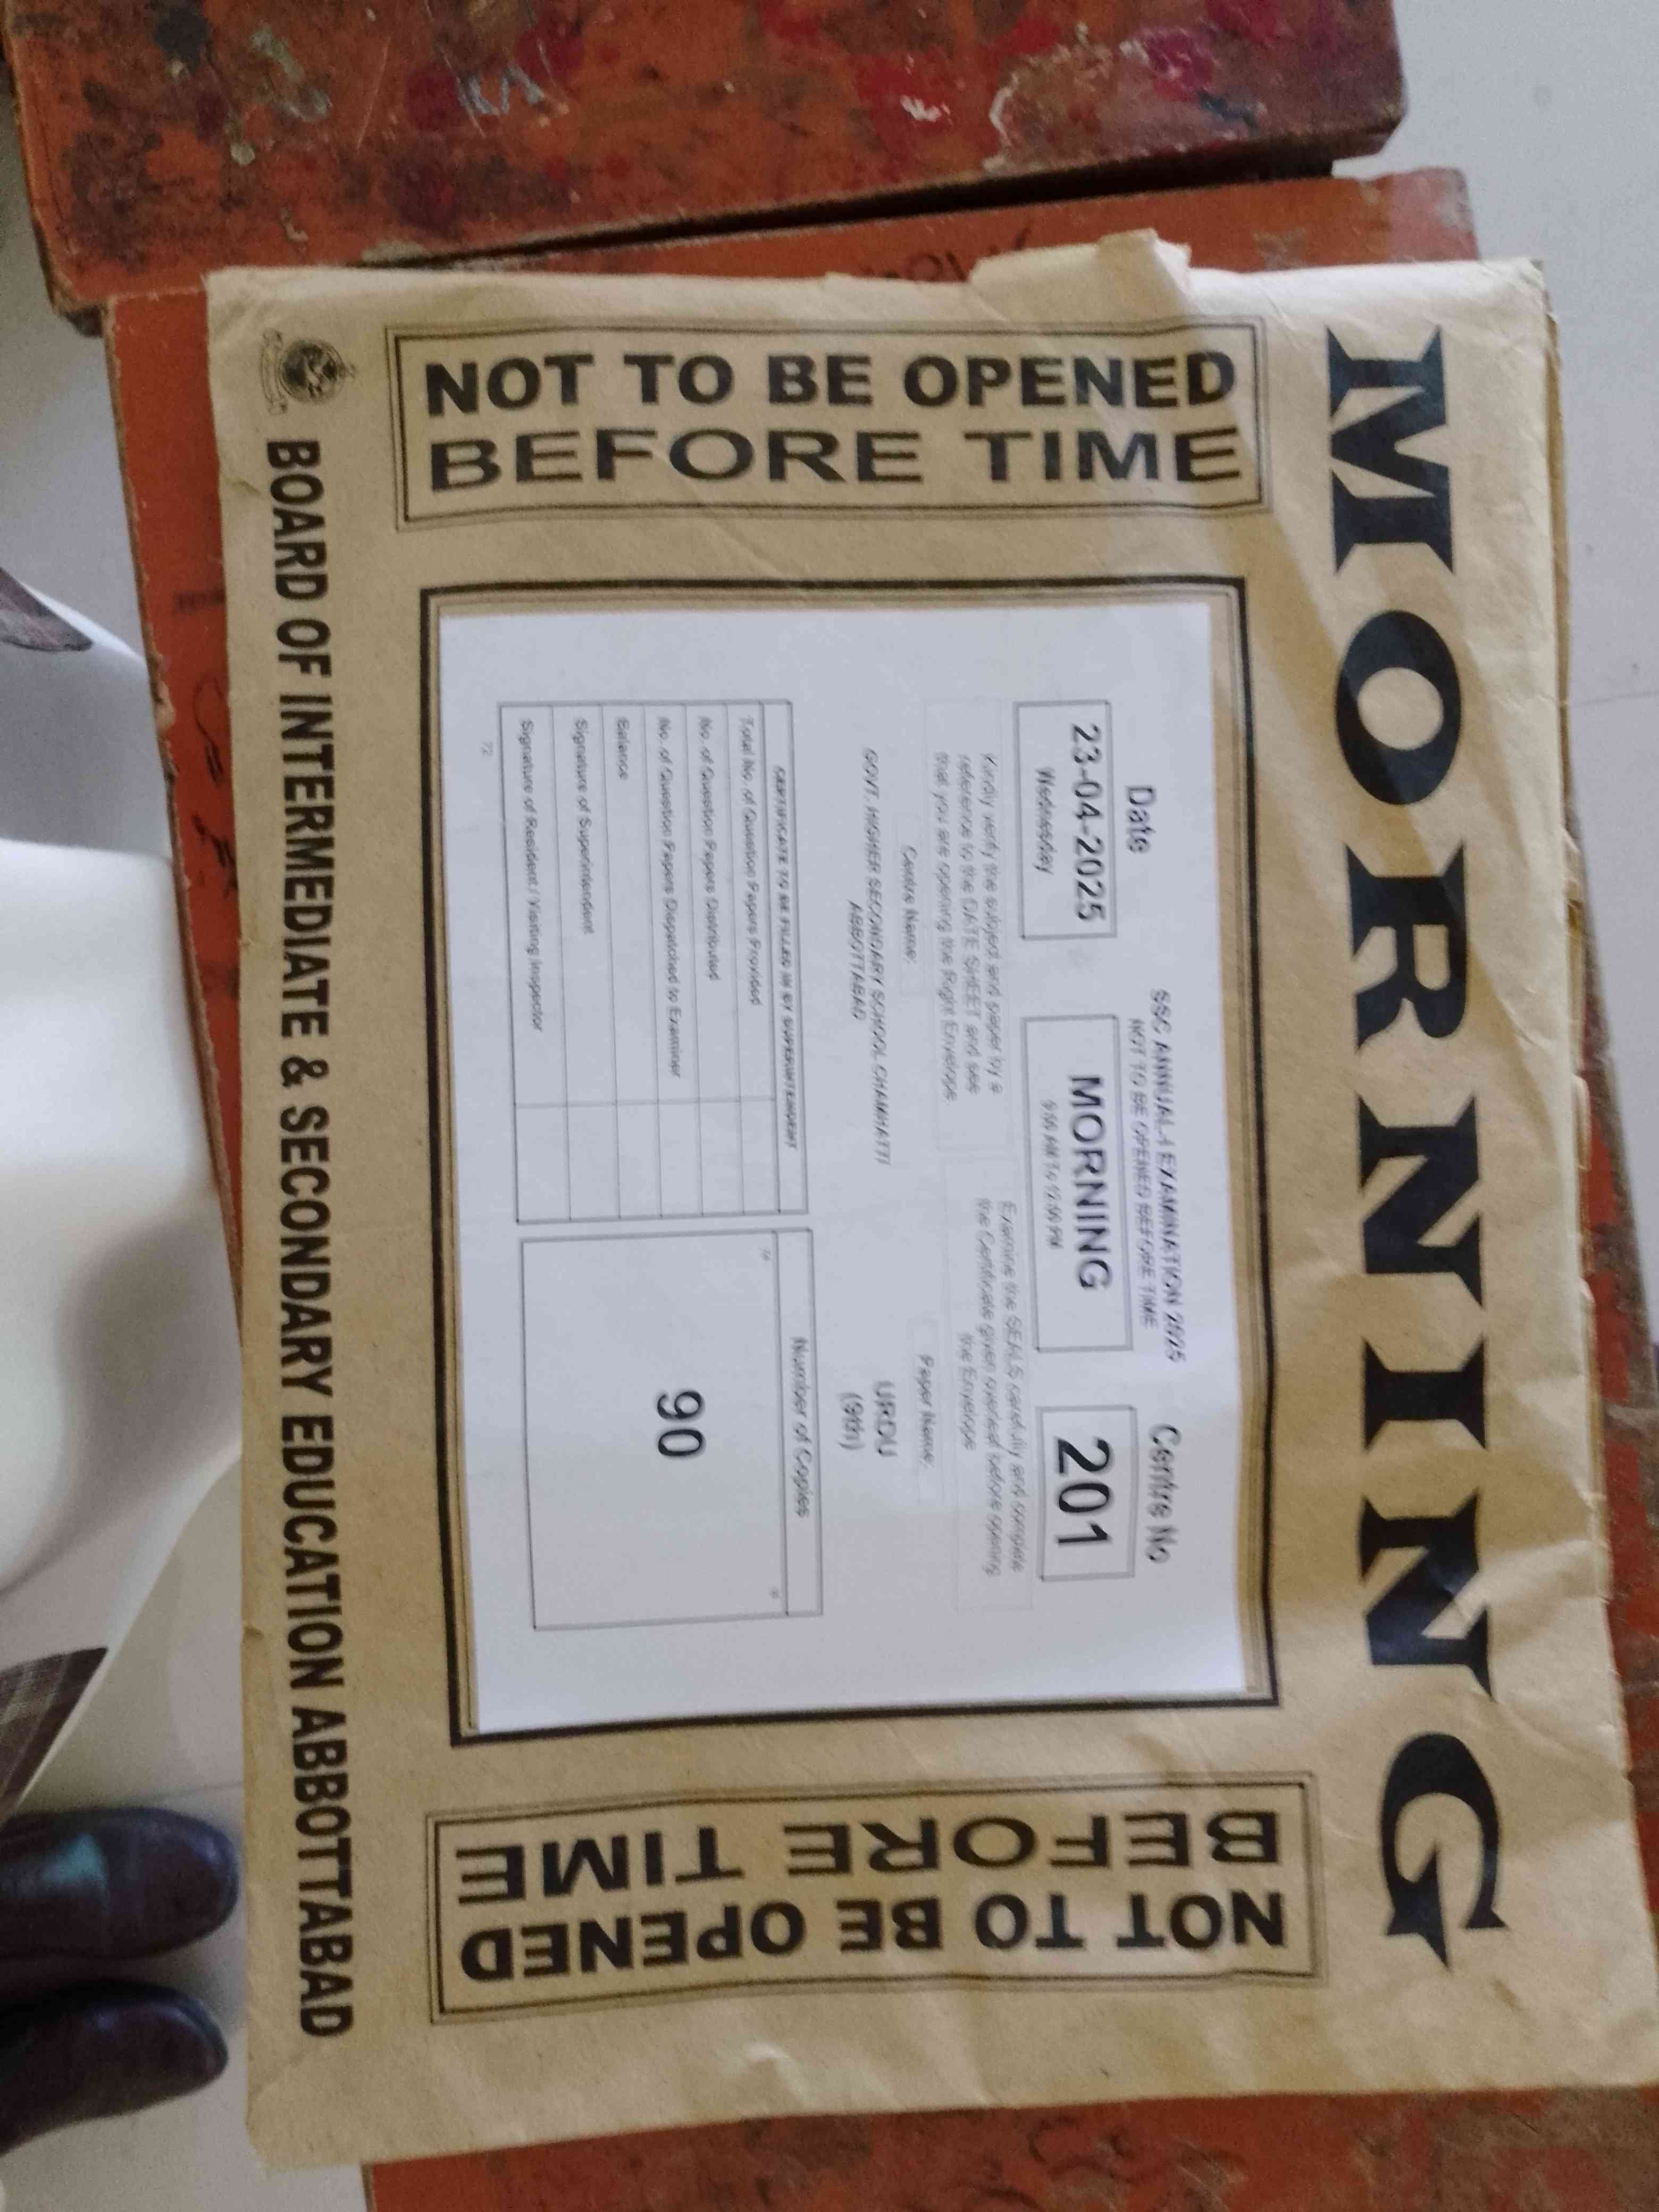 MORNING
NOT TO BE OPENED
BEFORE TIME
SSC ANNUAL-I EXAMINATION 2025
NOT TO BE OPENED BEFORE TIME
Date
Centre No
23-04-2025
Wednesday
MORNING
9:00 AM To 12:00 PM
201
Kindly verify the subject and paper by a
reference to the DATE SHEET and see
that you are opening the Right Envelope.
Examine the SEALS carefully and complete
the Certificate given overleaf before opening
the Envelope
Centre Name:
Paper Name:
GOVT. HIGHER SECONDARY SCHOOL CHAMHATTI
ABBOTTABAD
URDU
(9th)
CERTIFICATE TO BE FILLED IN BY SUPERINTENDENT
Total No. of Question Papers Provided
No. of Question Papers Distributed
No. of Question Papers Dispatched to Examiner
Balance
Signature of Superintendent
Signature of Resident / Visiting Inspector
72
Number of Copies
90
NOT TO BE OPENED
BEFORE TIME
BOARD OF INTERMEDIATE & SECONDARY EDUCATION ABBOTTABAD